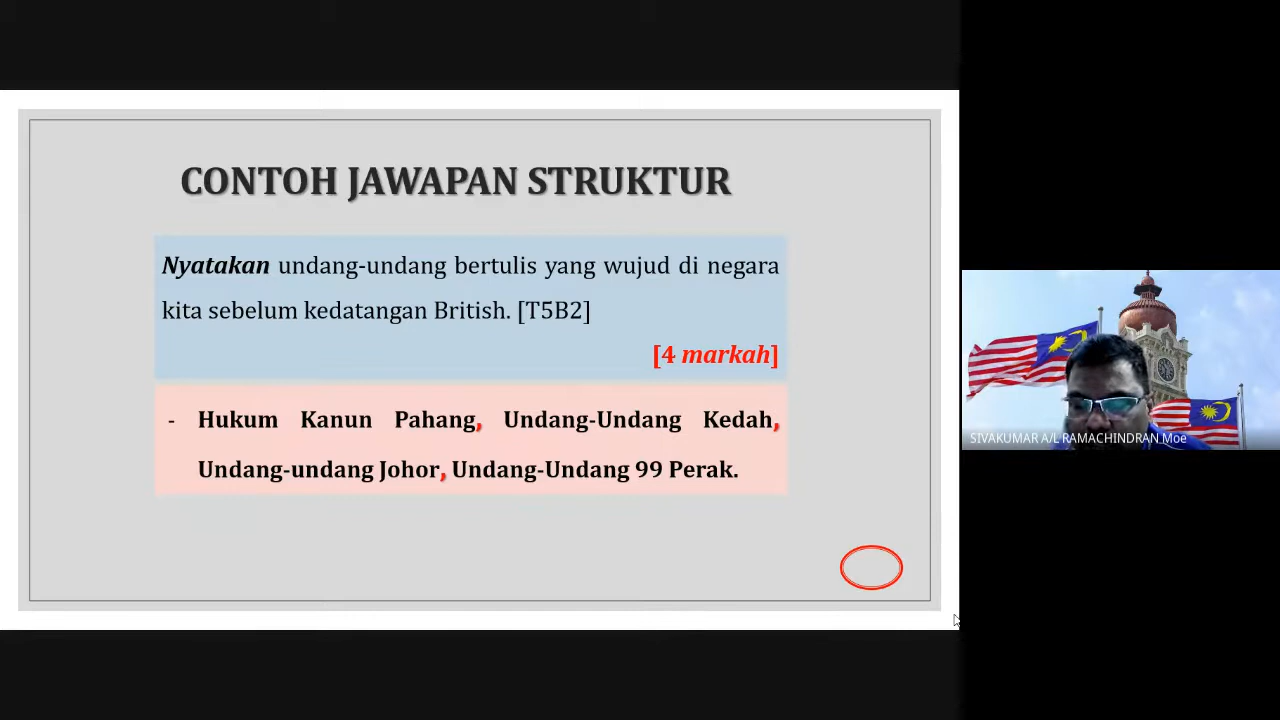 CONTOH JAWAPAN STRUKTUR
Nyatakan undang-undang bertulis yang wujud di negara
kita sebelum kedatangan British. [T5B2]
[4 markah]
- Hukum Kanun Pahang, Undang-Undang Kedah,
Undang-undang Johor, Undang-Undang 99 Perak.
SIVAKUMAR A/L RAMACHINDRAN Moe